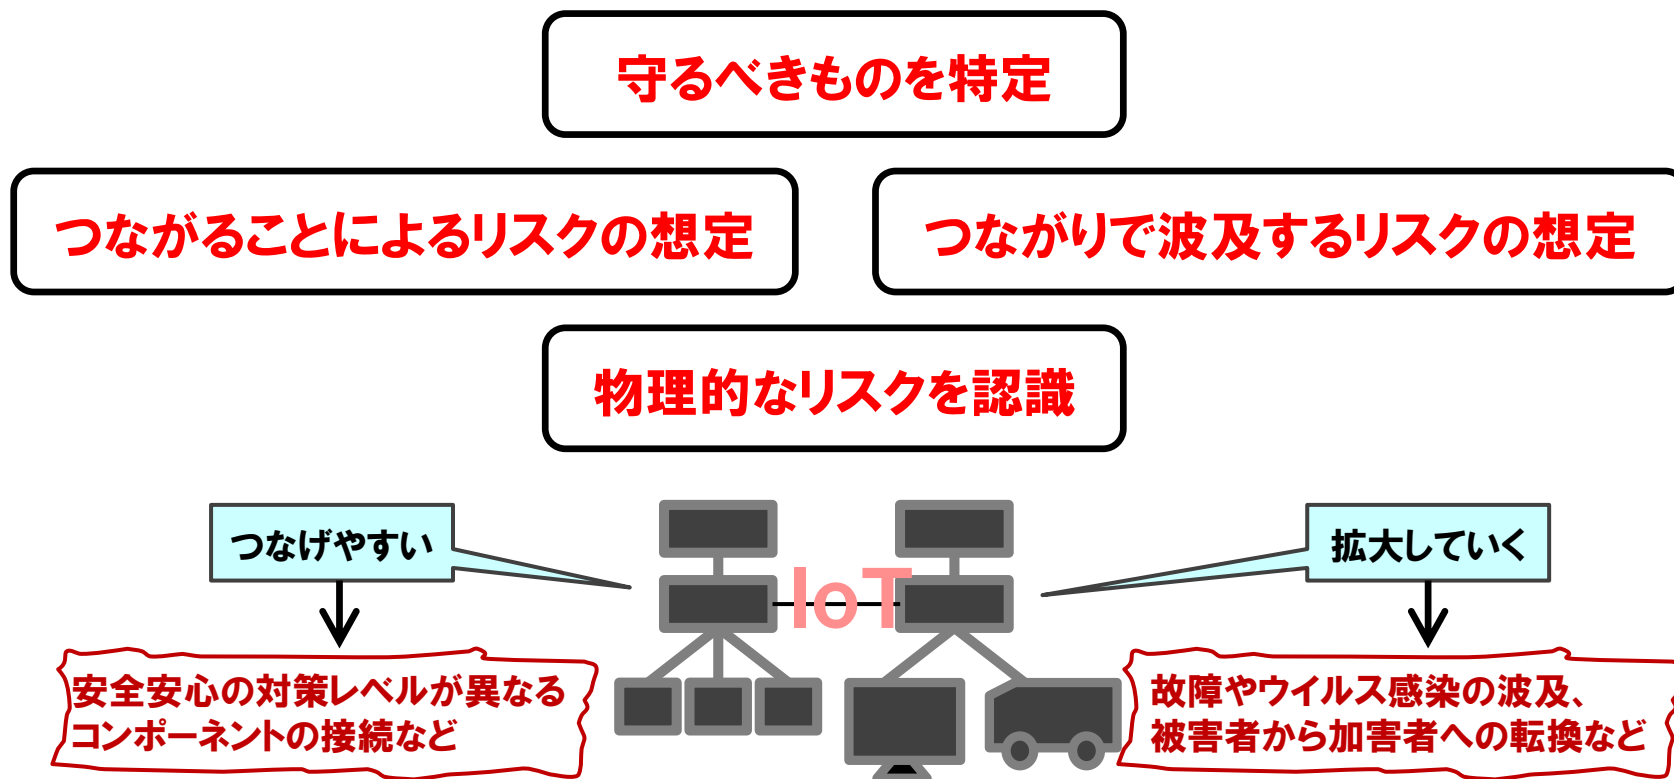 守るべきものを特定
つながることによるリスクの想定
つながりで波及するリスクの想定
物理的なリスクを認識
つなげやすい
拡大していく
IoT
安全安心の対策レベルが異なる
コンポーネントの接続など
故障やウイルス感染の波及、
被害者から加害者への転換など